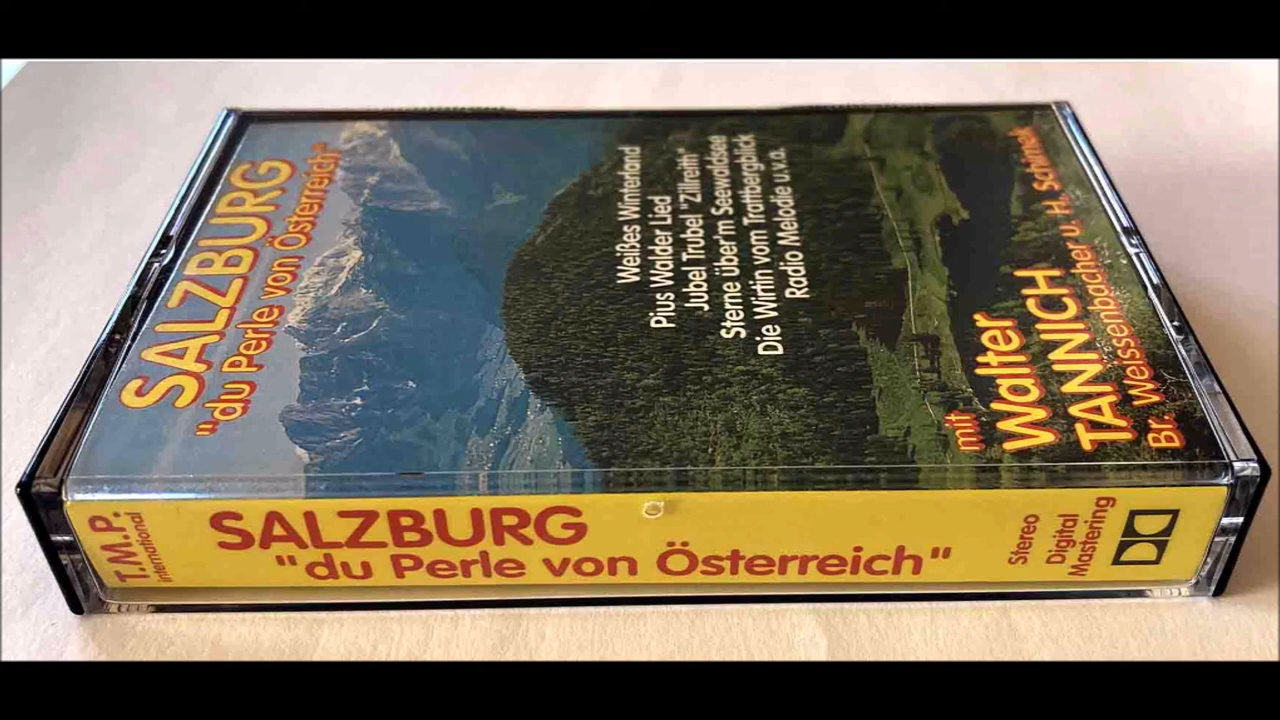 SALZBURG
"du Perle von Österreich"
Weißes Winterland
Pius Walder Lied
Jubel Trubel "Zillreith"
Sterne über'm Seewaldsee
Die Wirtin vom Trattbergblick
Radio Melodie u.v.a.
mit
Walter
TANNICH
Br. Weissenbacher u. H. Schimek
T.M.P.
international
SALZBURG
"du Perle von Österreich"
Stereo
Digital
Mastering